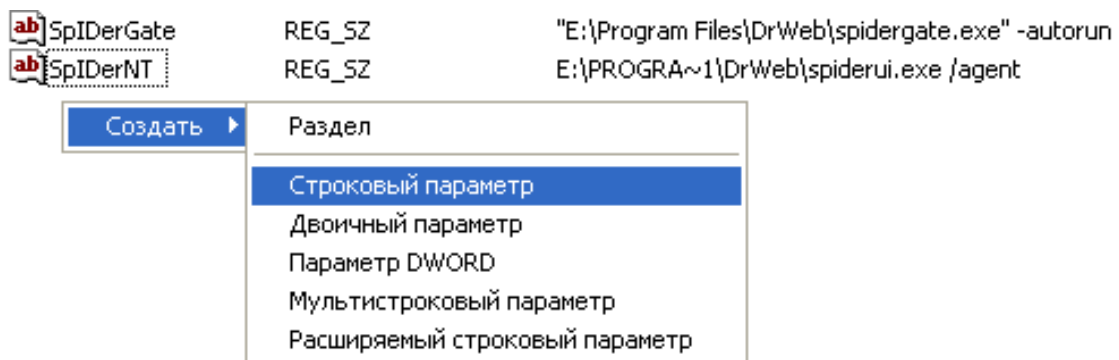 SpIDerGate REG_SZ "E:\Program Files\DrWeb\spidergate.exe" -autorun
SpIDerNT REG_SZ E:\PROGRA~1\DrWeb\spiderui.exe /agent
Создать Раздел
Строковый параметр
Двоичный параметр
Параметр DWORD
Мультистроковый параметр
Расширяемый строковый параметр